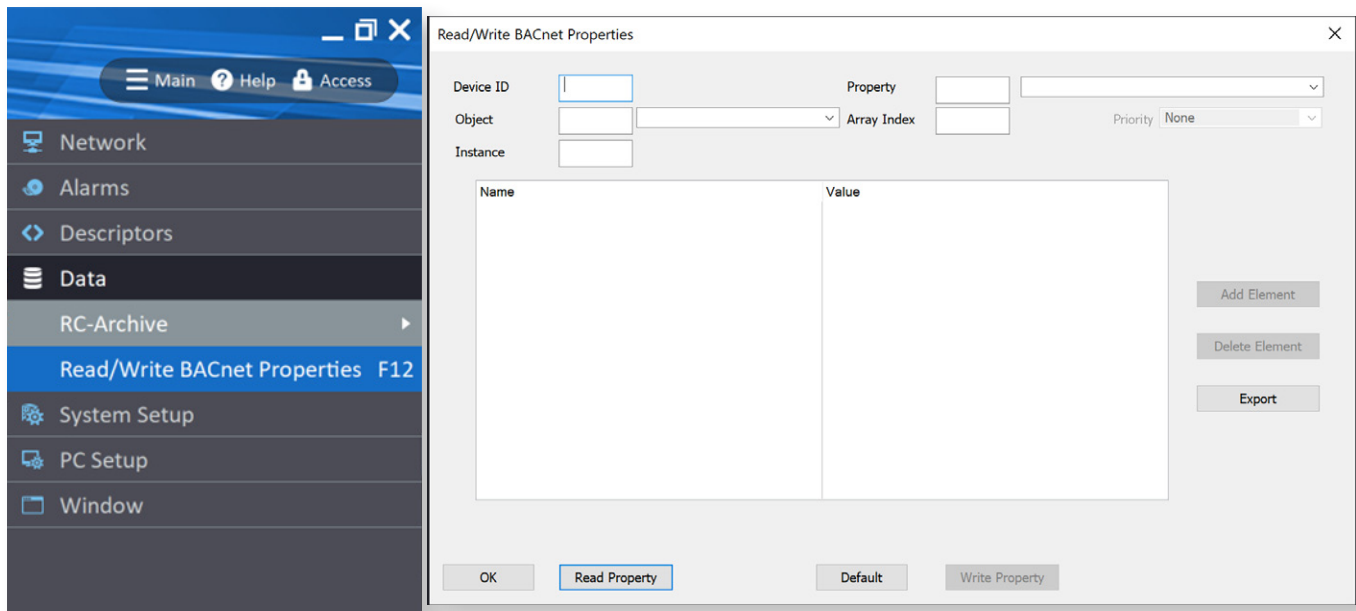 Main Help Access
Network
Alarms
Descriptors
Data
RC-Archive
Read/Write BACnet Properties F12
System Setup
PC Setup
Window
Read/Write BACnet Properties
Device ID
Property
Object
Array Index
Priority None
Instance
Name Value
Add Element
Delete Element
Export
OK Read Property Default Write Property